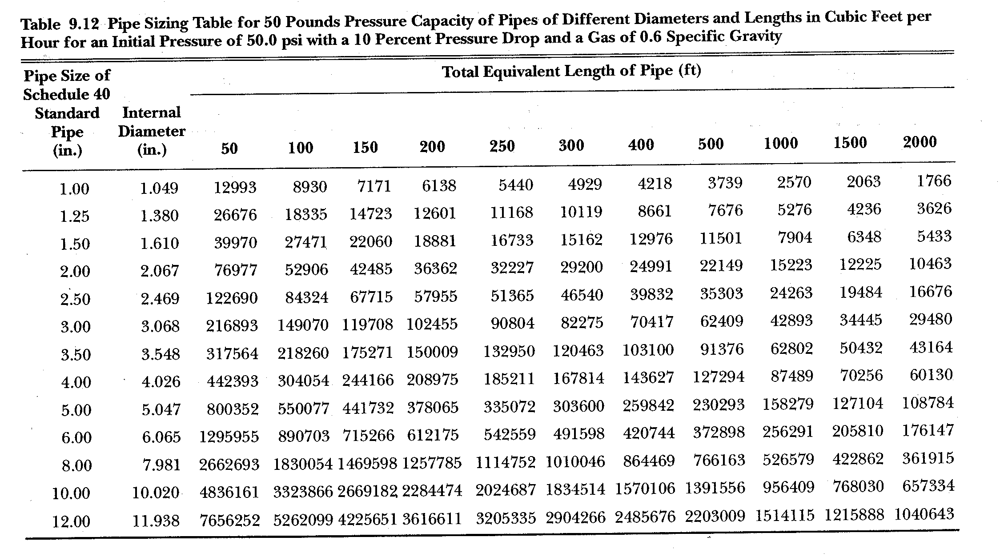 Table 9.12 Pipe Sizing Table for 50 Pounds Pressure Capacity of Pipes of Different Diameters and Lengths in Cubic Feet per
Hour for an Initial Pressure of 50.0 psi with a 10 Percent Pressure Drop and a Gas of 0.6 Specific Gravity
Pipe Size of
Schedule 40
Standard
Pipe
(in.)
Internal
Diameter
(in.)
Total Equivalent Length of Pipe (ft)
50 100 150 200 250 300 400 500 1000 1500 2000
1.00 1.049 12993 8930 7171 6138 5440 4929 4218 3739 2570 2063 1766
1.25 1.380 26676 18335 14723 12601 11168 10119 8661 7676 5276 4236 3626
1.50 1.610 39970 27471 22060 18881 16733 15162 12976 11501 7904 6348 5433
2.00 2.067 76977 52906 42485 36362 32227 29200 24991 22149 15223 12225 10463
2.50 2.469 122690 84324 67715 57955 51365 46540 39832 35303 24263 19484 16676
3.00 3.068 216893 149070 119708 102455 90804 82275 70417 62409 42893 34445 29480
3.50 3.548 317564 218260 175271 150009 132950 120463 103100 91376 62802 50432 43164
4.00 4.026 442393 304054 244166 208975 185211 167814 143627 127294 87489 70256 60130
5.00 5.047 800352 550077 441732 378065 335072 303600 259842 230293 158279 127104 108784
6.00 6.065 1295955 890703 715266 612175 542559 491598 420744 372898 256291 205810 176147
8.00 7.981 2662693 1830054 1469598 1257785 1114752 1010046 864469 766163 526579 422862 361915
10.00 10.020 4836161 3323866 2669182 2284474 2024687 1834514 1570106 1391556 956409 768030 657334
12.00 11.938 7656252 5262099 4225651 3616611 3205335 2904266 2485676 2203009 1514115 1215888 1040643